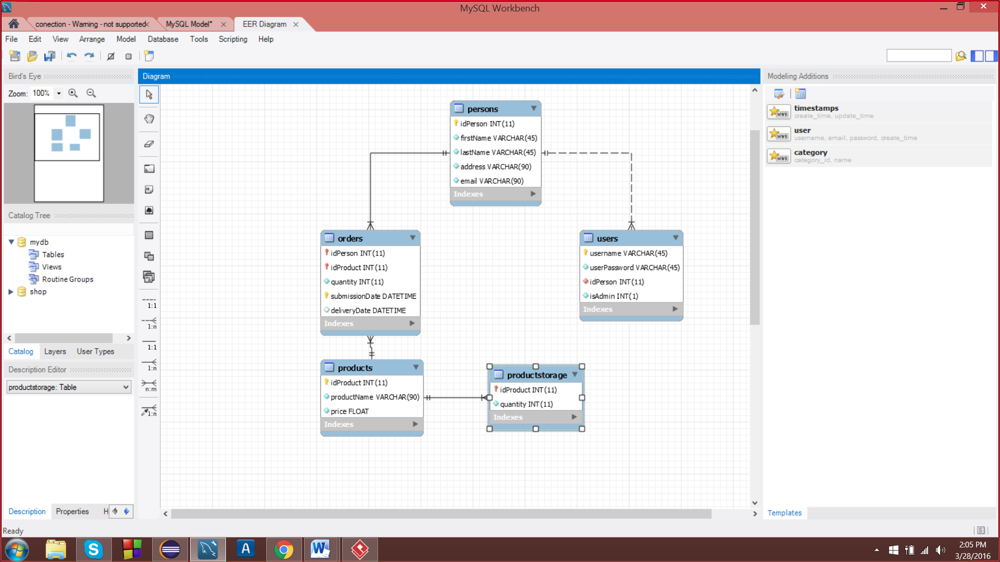 MySQL Workbench
conection - Warning - not supported
MySQL Model*
EER Diagram
File Edit View Arrange Model Database Tools Scripting Help
Bird's Eye
Zoom: 100%
Catalog Tree
mydb
Tables
Views
Routine Groups
shop
Catalog Layers User Types
Description Editor
productstorage: Table
Description Properties H
Ready
Diagram
1:1
1:n
1:1
1:n
n:m
1:n
persons
idPerson INT(11)
firstName VARCHAR(45)
lastName VARCHAR(45)
address VARCHAR(90)
email VARCHAR(90)
Indexes
orders
idPerson INT(11)
idProduct INT(11)
quantity INT(11)
submissionDate DATETIME
deliveryDate DATETIME
Indexes
users
username VARCHAR(45)
userPassword VARCHAR(45)
idPerson INT(11)
isAdmin INT(1)
Indexes
products
idProduct INT(11)
productName VARCHAR(90)
price FLOAT
Indexes
productstorage
idProduct INT(11)
quantity INT(11)
Indexes
Modeling Additions
MWB
timestamps
create_time, update_time
MWB
user
username, email, password, create_time
MWB
category
category_id, name
Templates
2:05 PM
3/28/2016